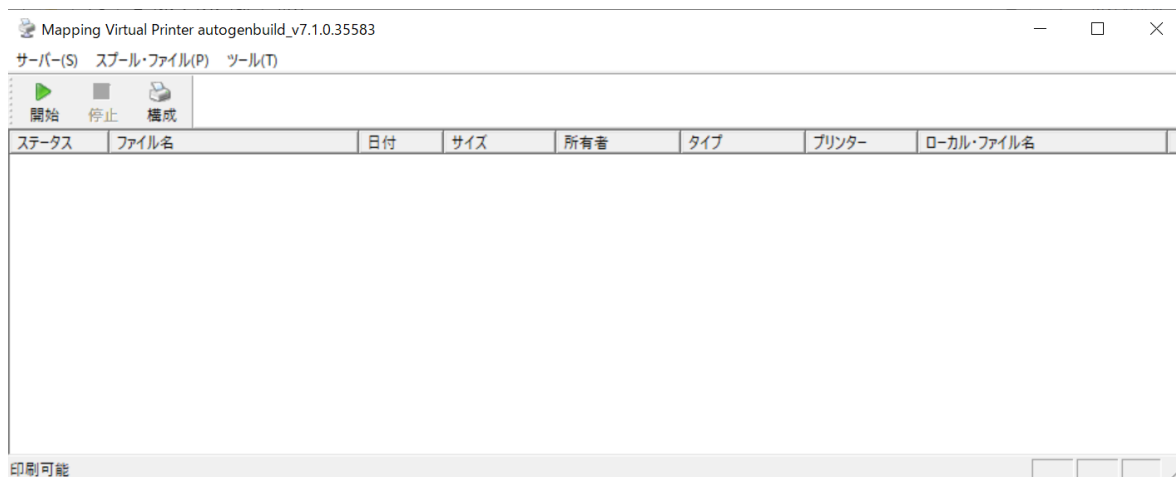 Mapping Virtual Printer autogenbuild_v7.1.0.35583
サーバー(S) スプール・ファイル(P) ツール(T)
開始 停止 構成
ステータス ファイル名 日付 サイズ 所有者 タイプ プリンター ローカル・ファイル名
印刷可能